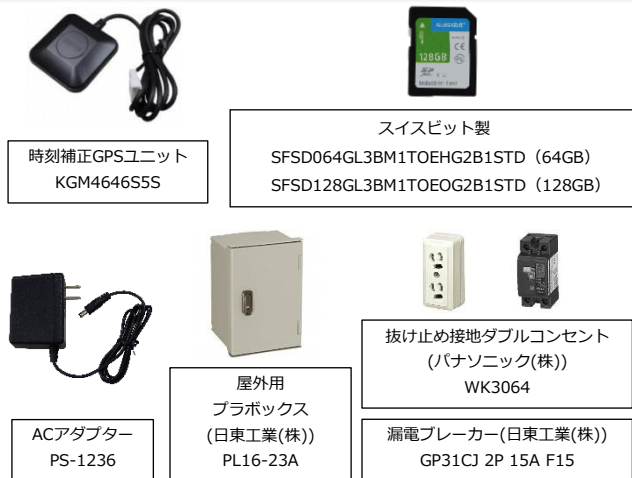 128GB
時刻補正GPSユニット
KGM4646S5S
スイスビット製
SFSD064GL3BM1TOEHG2B1STD（64GB）
SFSD128GL3BM1TOEOG2B1STD（128GB）
ACアダプター
PS-1236
屋外用
プラボックス
(日東工業(株))
PL16-23A
抜け止め接地ダブルコンセント
(パナソニック(株))
WK3064
漏電ブレーカー(日東工業(株))
GP31CJ 2P 15A F15